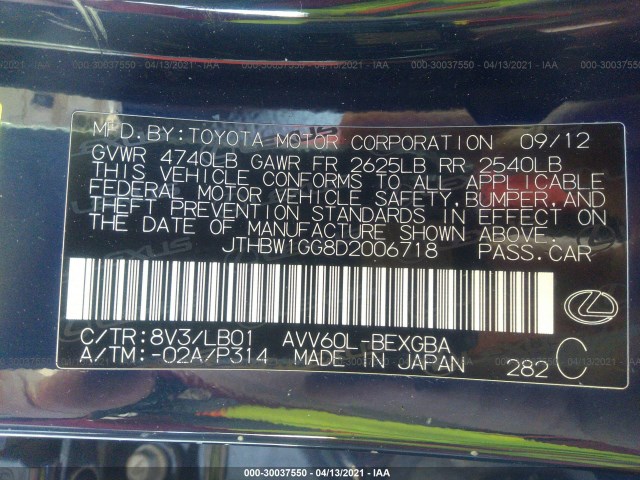 000-30037550 - 04/13/2021 - IAA
MFD.BY:TOYOTA MOTOR CORPORATION 09/12
GVWR 4740LB GAWR FR 2625LB RR 2540LB
THIS VEHICLE CONFORMS TO ALL APPLICABLE
FEDERAL MOTOR VEHICLE SAFETY,BUMPER,AND
THEFT PREVENTION STANDARDS IN EFFECT ON
THE DATE OF MANUFACTURE SHOWN ABOVE.
JTHBW1GG8D2006718 PASS.CAR
C/TR:8V3/LB01 AVV60L-BEXGBA
A/TM:-02A/P314 MADE IN JAPAN 282 C
000-30037550 - 04/13/2021 - IAA